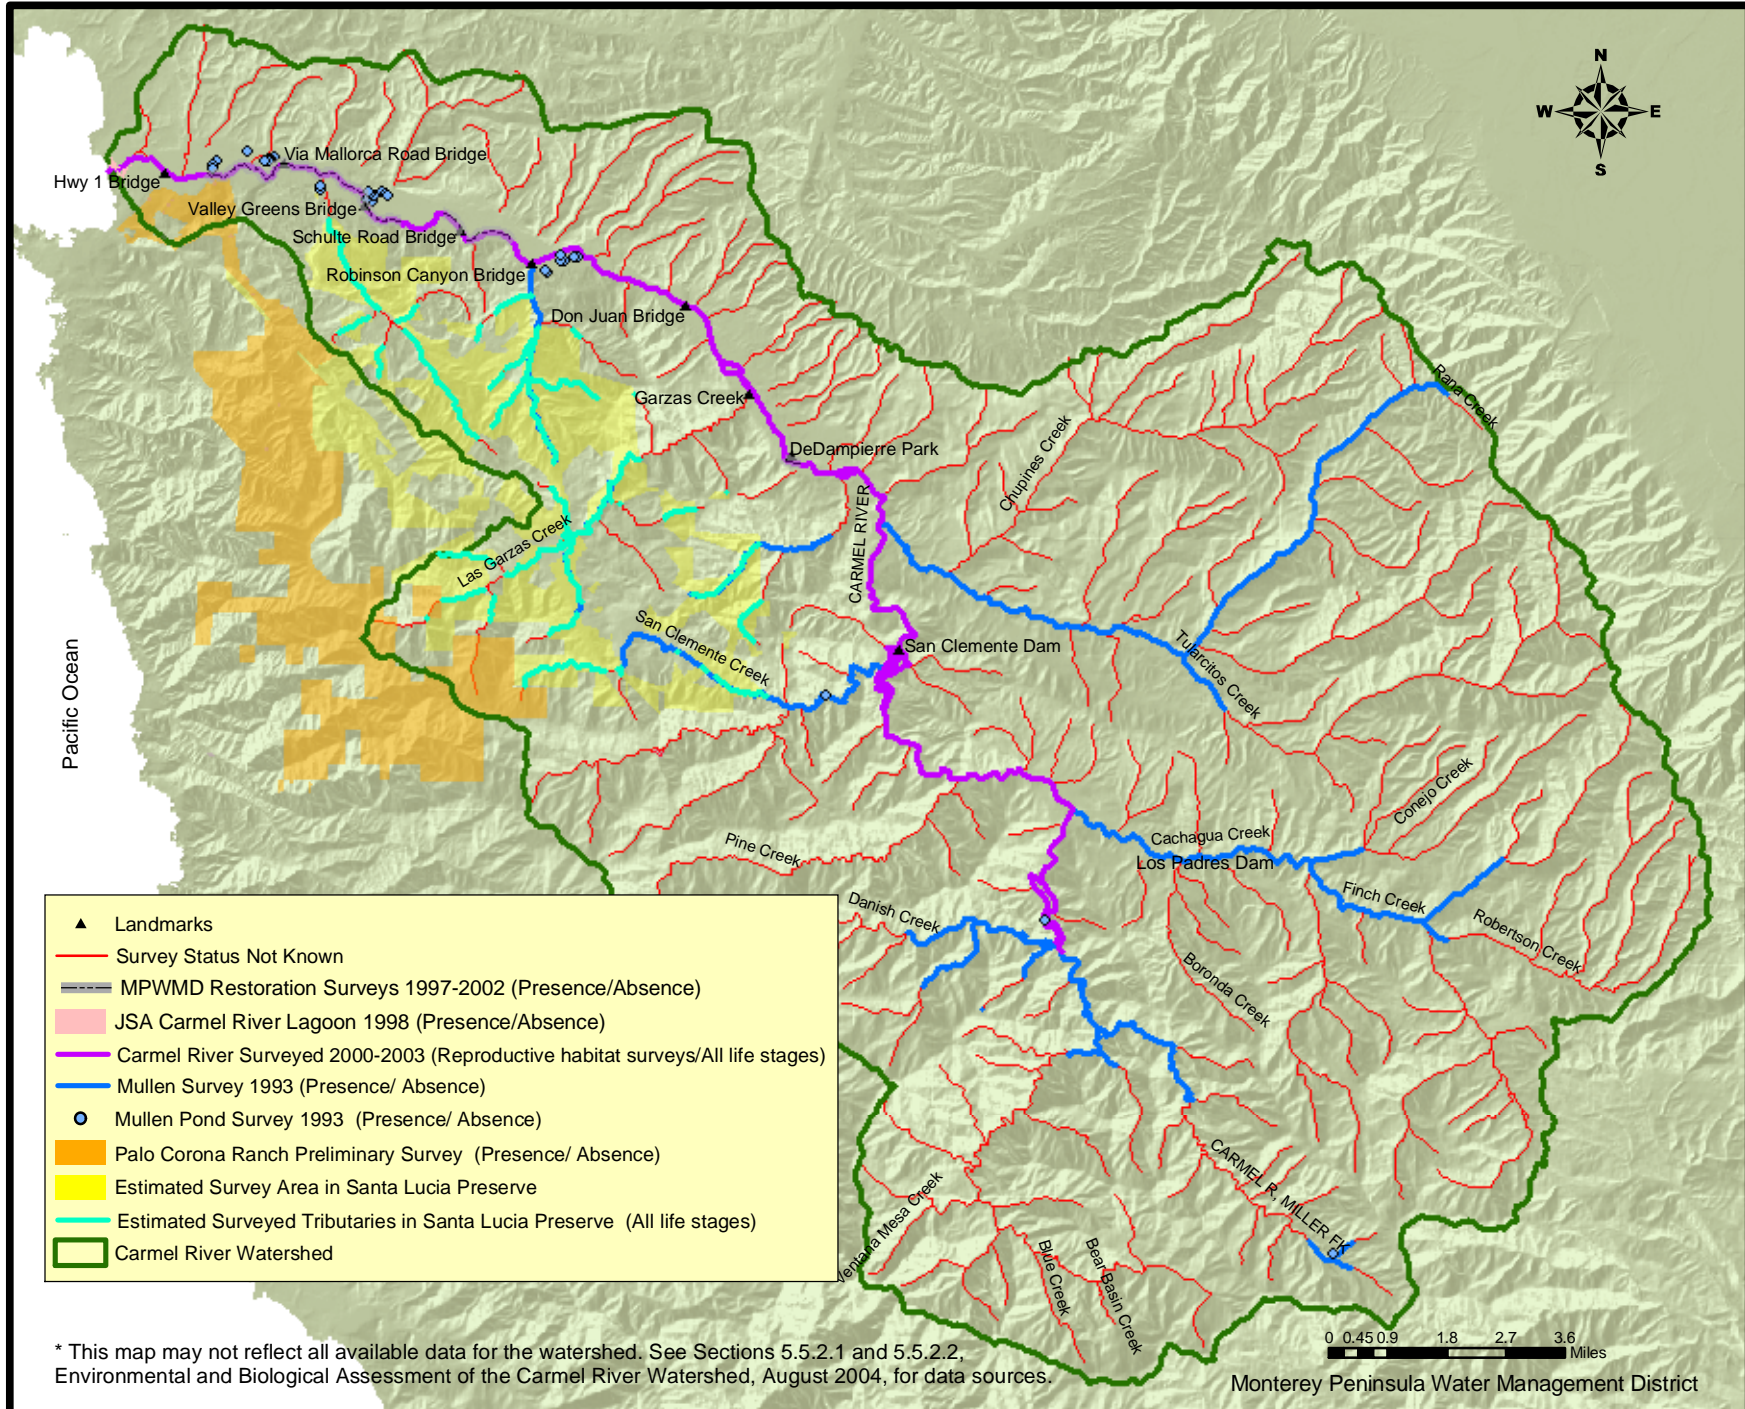 N
W E
S
Via Mallorca Road Bridge
Hwy 1 Bridge
Valley Greens Bridge
Schulte Road Bridge
Robinson Canyon Bridge
Don Juan Bridge
Garzas Creek
Rana Creek
DeDampierre Park
Chupines Creek
CARMEL RIVER
Las Garzas Creek
San Clemente Creek
San Clemente Dam
Tularcitos Creek
Pacific Ocean
Conejo Creek
Cachagua Creek
Los Padres Dam
Pine Creek
Finch Creek
Danish Creek
Robertson Creek
Boronda Creek
Landmarks
Survey Status Not Known
MPWMD Restoration Surveys 1997-2002 (Presence/Absence)
JSA Carmel River Lagoon 1998 (Presence/Absence)
Carmel River Surveyed 2000-2003 (Reproductive habitat surveys/All life stages)
Mullen Survey 1993 (Presence/ Absence)
Mullen Pond Survey 1993 (Presence/ Absence)
Palo Corona Ranch Preliminary Survey (Presence/ Absence)
Estimated Survey Area in Santa Lucia Preserve
Estimated Surveyed Tributaries in Santa Lucia Preserve (All life stages)
Carmel River Watershed
CARMEL R, MILLER FK
Ventana Mesa Creek
Blue Creek
Bear Basin Creek
0 0.45 0.9 1.8 2.7 3.6
Miles
* This map may not reflect all available data for the watershed. See Sections 5.5.2.1 and 5.5.2.2,
Environmental and Biological Assessment of the Carmel River Watershed, August 2004, for data sources.
Monterey Peninsula Water Management District